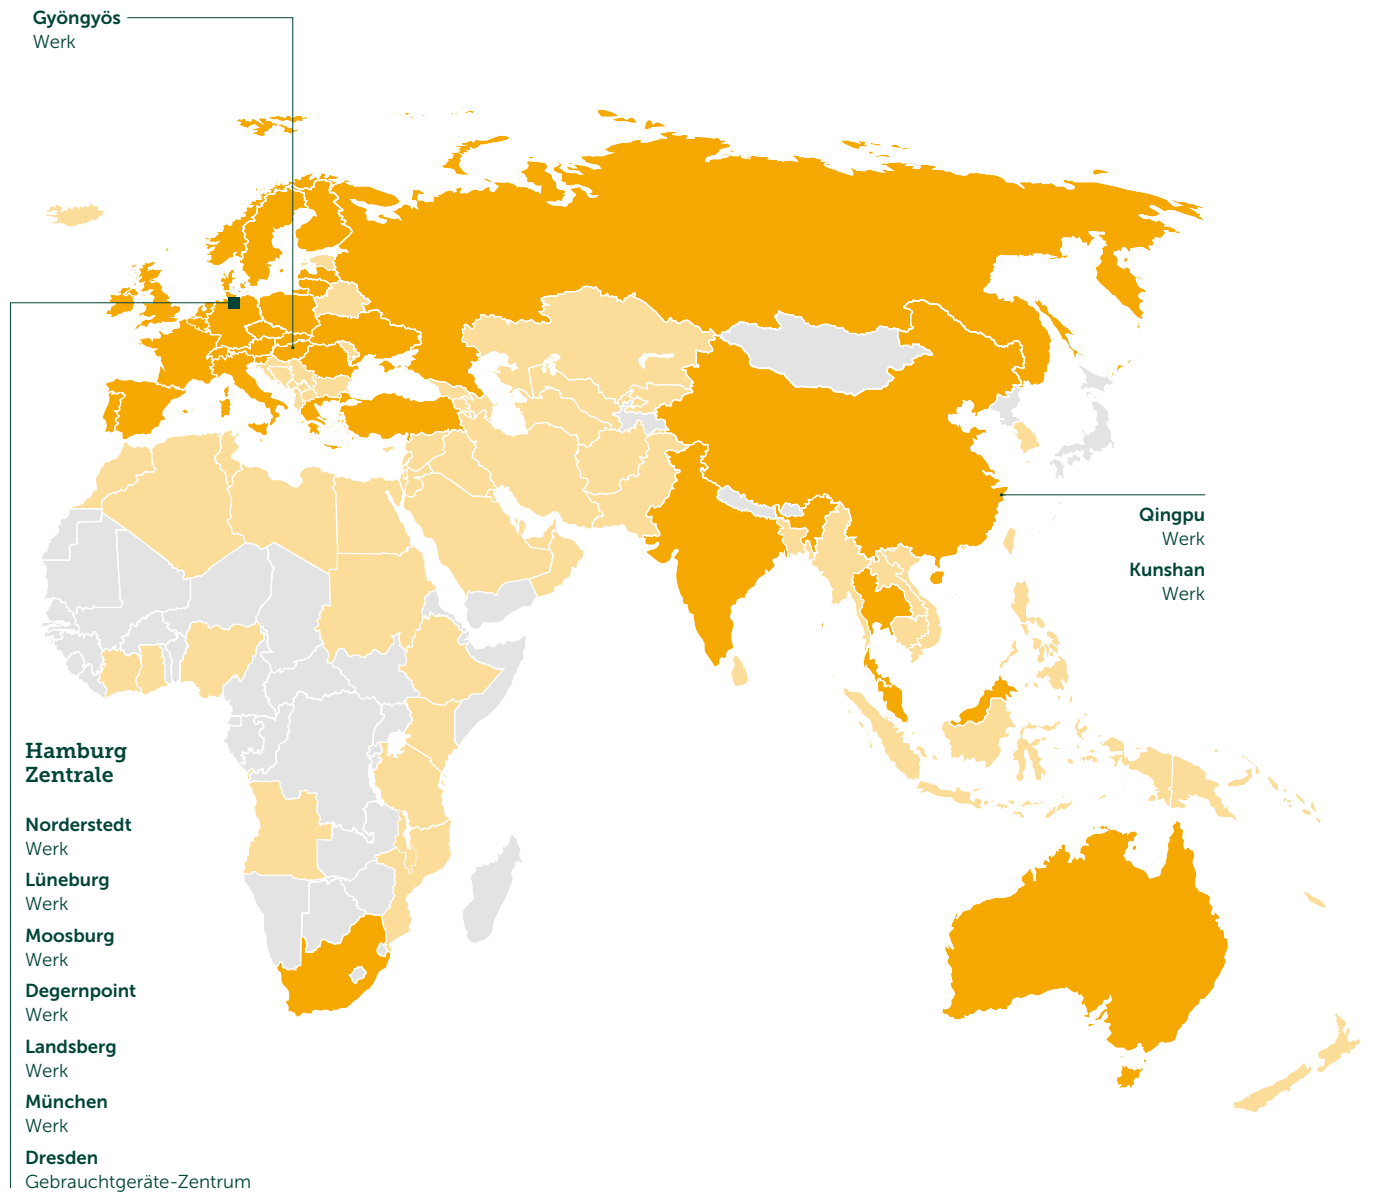 Gyöngyös
Werk
Qingpu
Werk
Kunshan
Werk
Hamburg
Zentrale
Norderstedt
Werk
Lüneburg
Werk
Moosburg
Werk
Degernpoint
Werk
Landsberg
Werk
München
Werk
Dresden
Gebrauchtgeräte-Zentrum